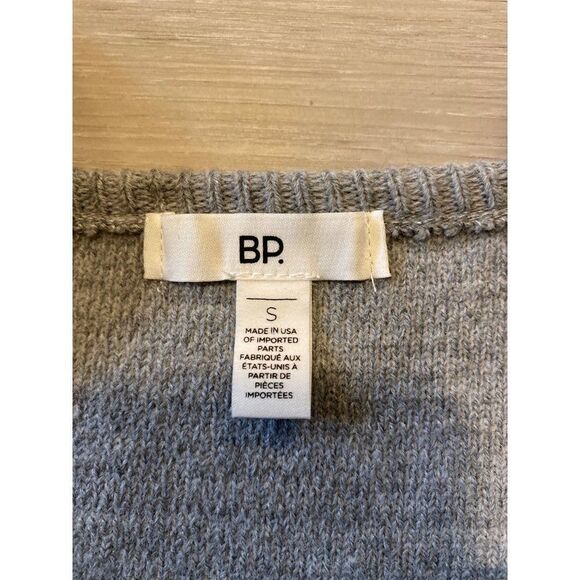 BP.
S
MADE IN USA
OF IMPORTED
PARTS
FABRIQUÉ AUX
ÉTATS-UNIS À
PARTIR DE
PIÈCES
IMPORTÉES